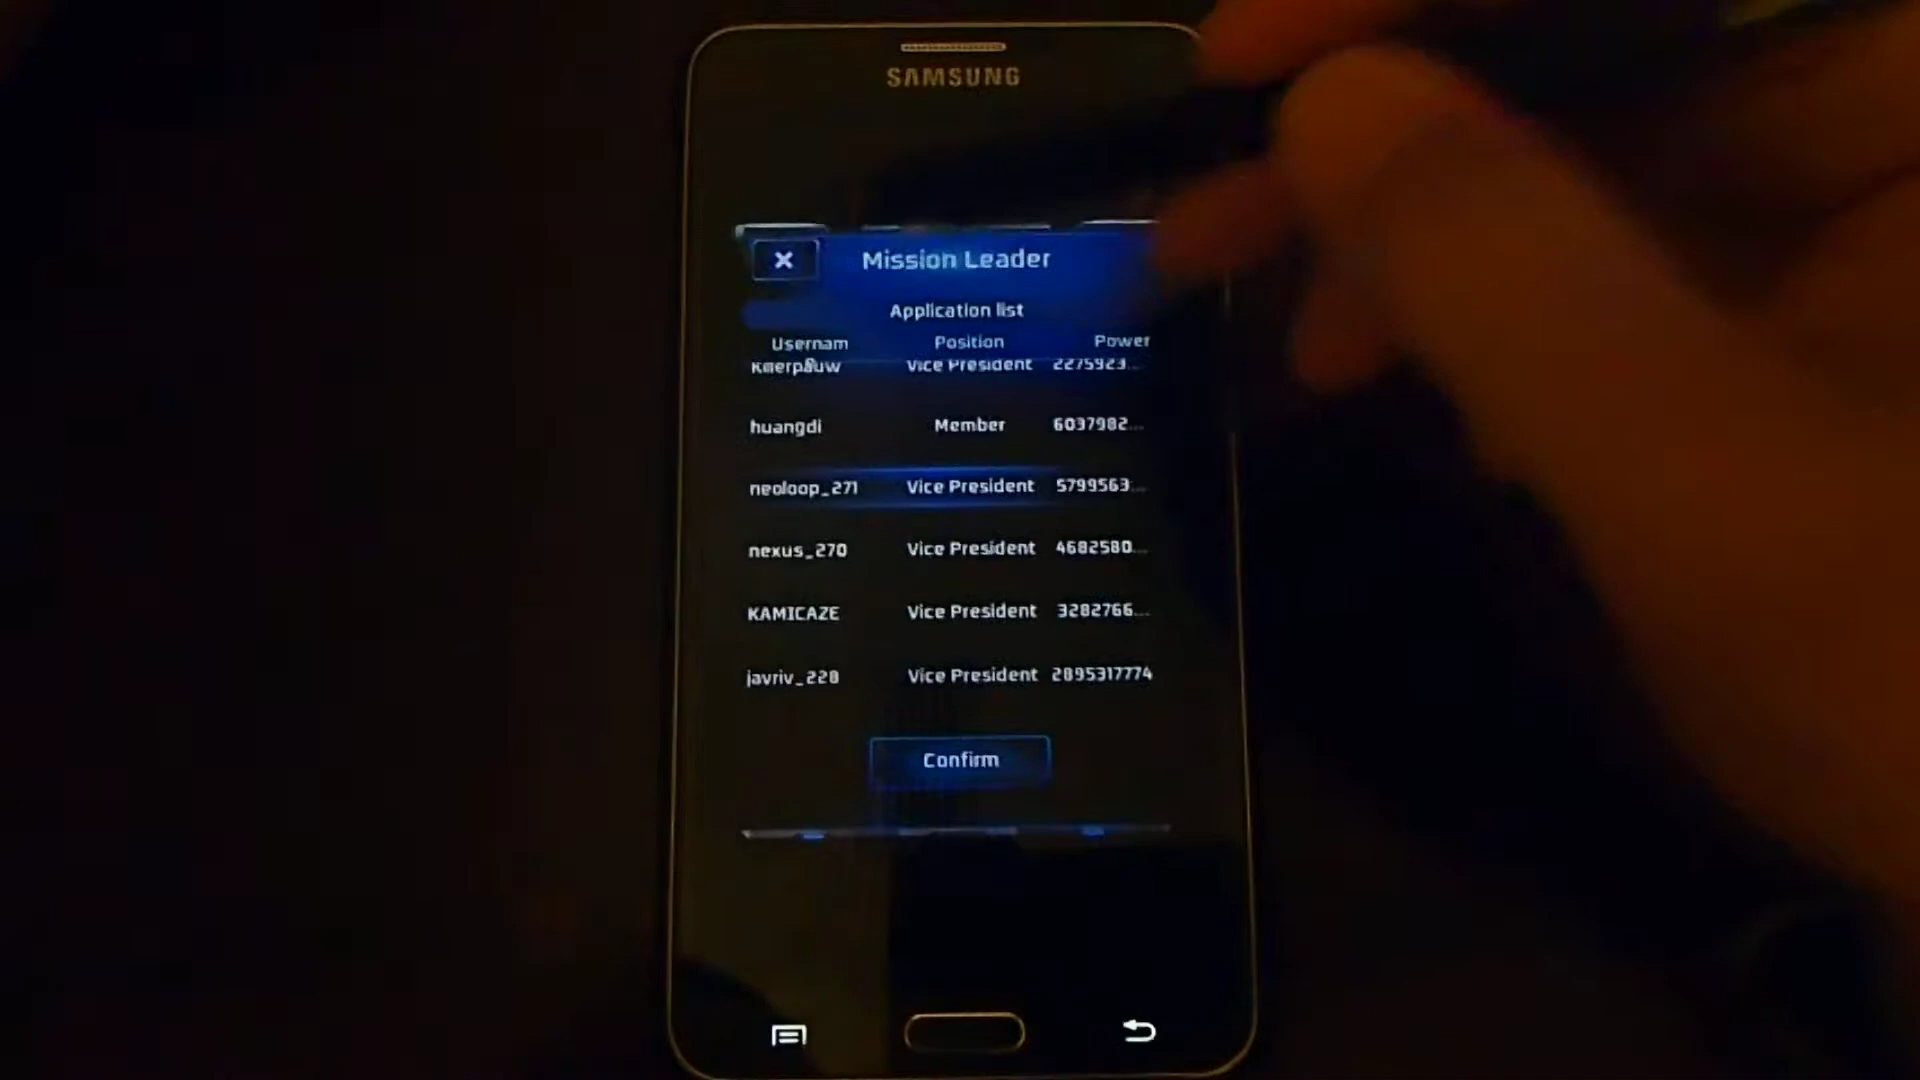 SAMSUNG
Mission Leader
Application list
Usernam Position Power
Vice President 2275923...
huangdi Member 6037982...
neoloop_271 Vice President 5799563...
nexus_270 Vice President 4682580...
KAMICAZE Vice President 3282766...
javriv_228 Vice President 2895317774
Confirm